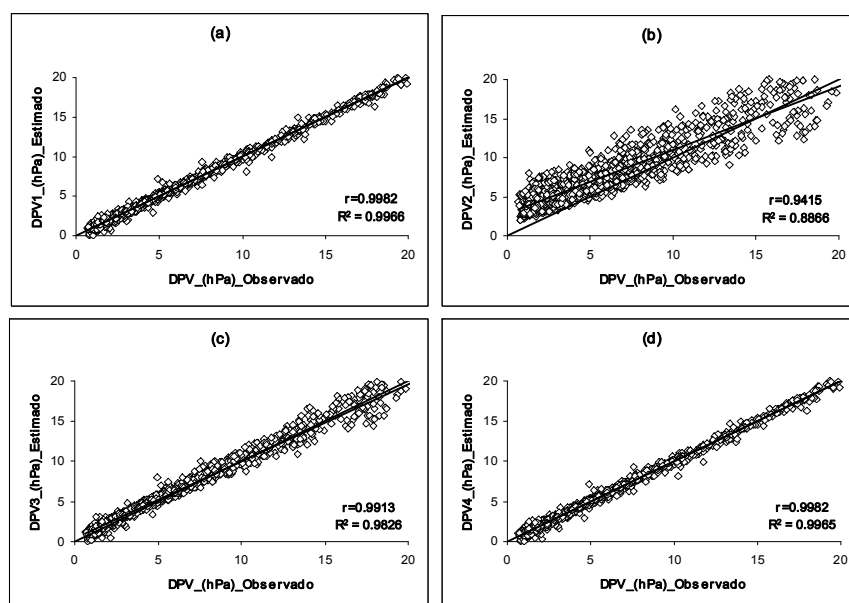 (a)
DPV1_(hPa)_Estimado
20
15
10
5
0
0 5 10 15 20
r=0.9982
R² = 0.9966
DPV_(hPa)_Observado
(b)
DPV2_(hPa)_Estimado
20
15
10
5
0
0 5 10 15 20
r=0.9415
R² = 0.8866
DPV_(hPa)_Observado
(c)
DPV3_(hPa)_Estimado
20
15
10
5
0
0 5 10 15 20
r=0.9913
R² = 0.9826
DPV_(hPa)_Observado
(d)
DPV4_(hPa)_Estimado
20
15
10
5
0
0 5 10 15 20
r=0.9982
R² = 0.9965
DPV_(hPa)_Observado